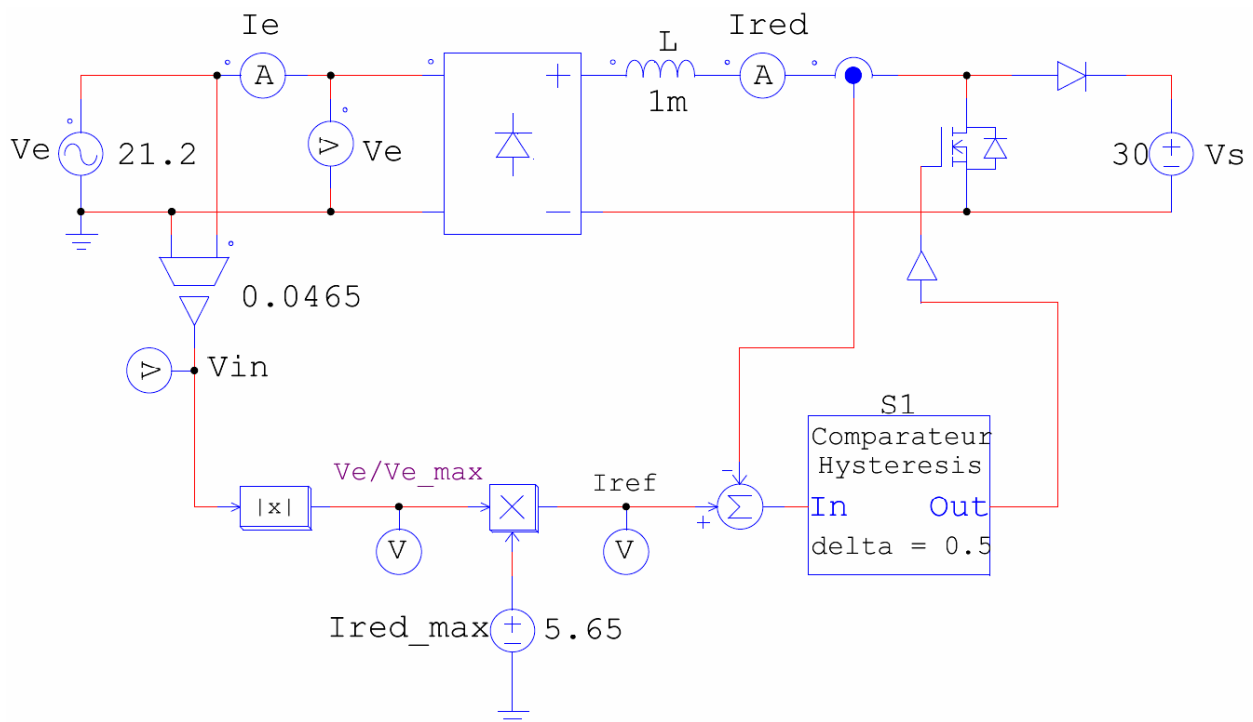 Ie
L
Ired
A
A
1m
Ve
21.2
V
Ve
30
Vs
0.0465
V
Vin
S1
Comparateur
Hysteresis
Ve/Ve_max
Iref
|x|
In
Out
V
V
delta = 0.5
Ired_max
5.65